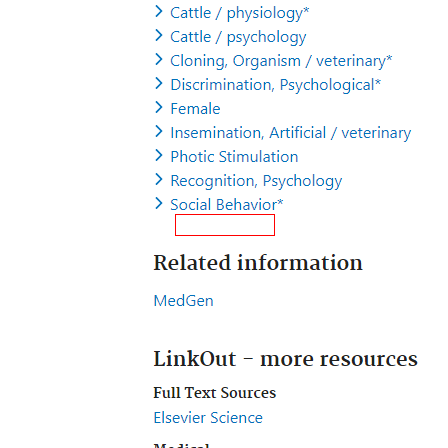 Cattle / physiology*
Cattle / psychology
Cloning, Organism / veterinary*
Discrimination, Psychological*
Female
Insemination, Artificial / veterinary
Photic Stimulation
Recognition, Psychology
Social Behavior*
Related information
MedGen
LinkOut - more resources
Full Text Sources
Elsevier Science
Medical